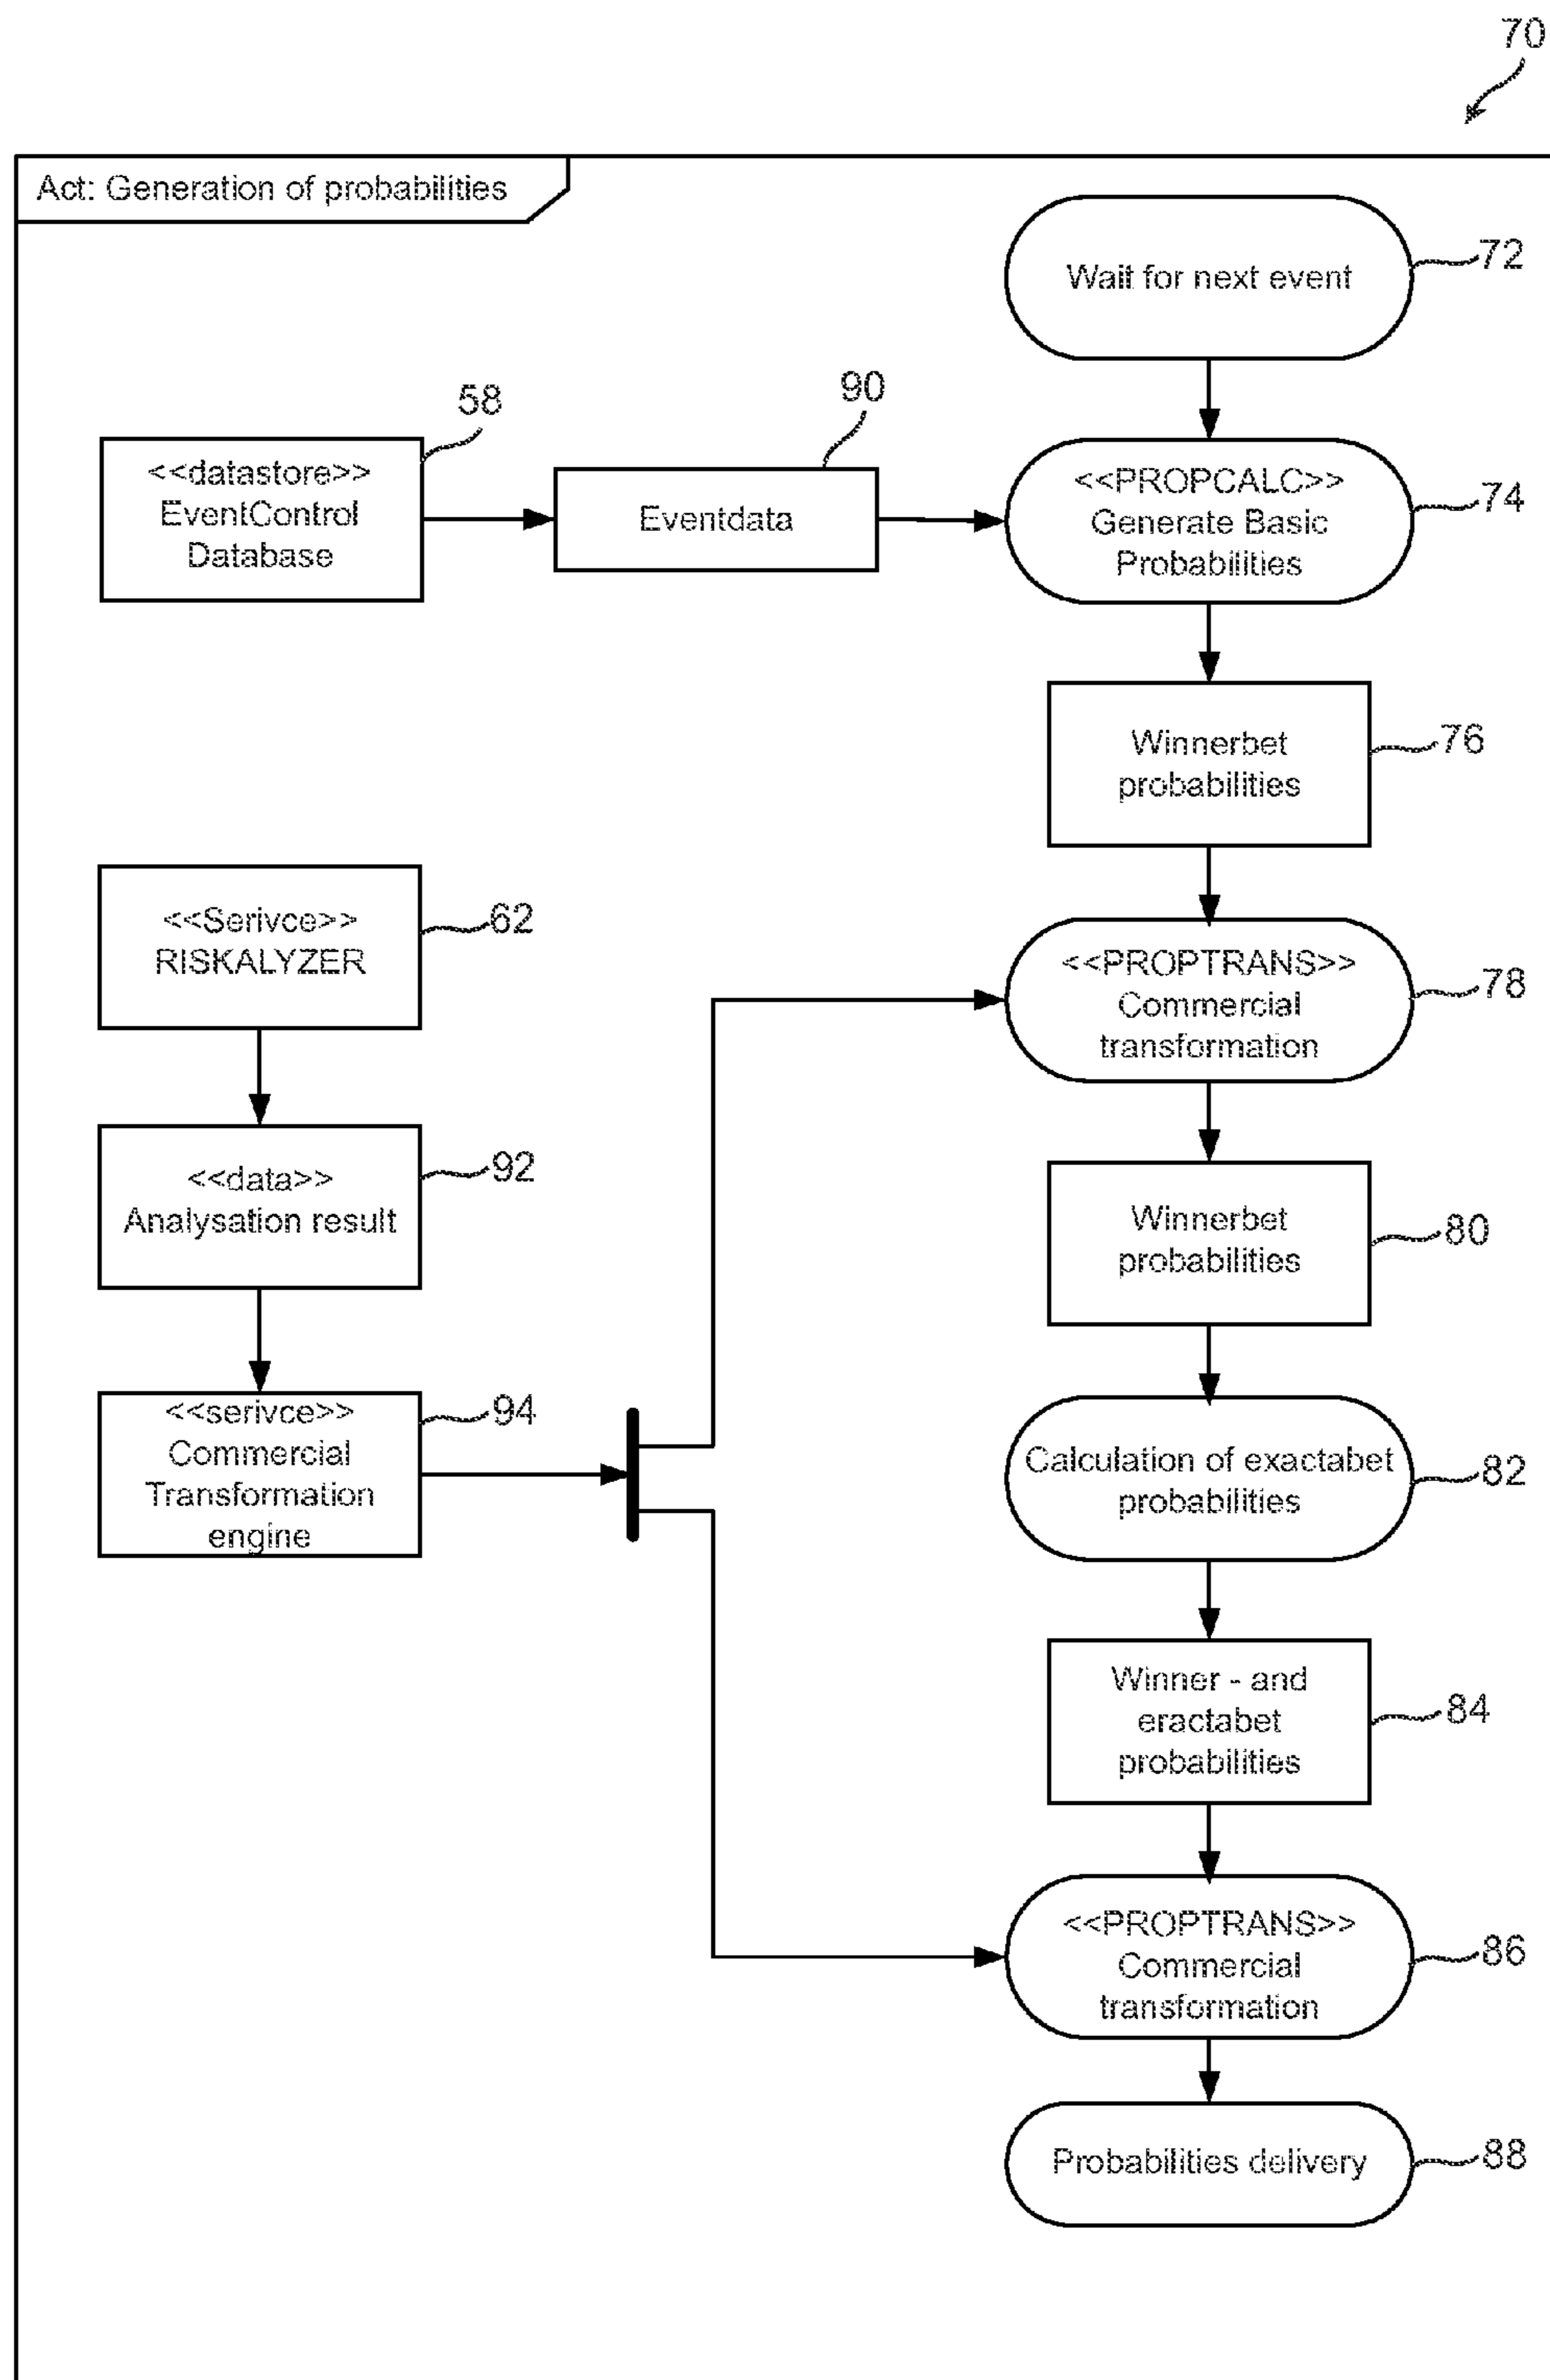 70
Act: Generation of probabilities
Wait for next event
72
58
<<datastore>>
EventControl
Database
90
Eventdata
<<PROPCALC>>
Generate Basic
Probabilities
74
Winnerbet
probabilities
76
<<Serivce>>
RISKALYZER
62
<<PROPTRANS>>
Commercial
transformation
78
<<data>>
Analysation result
92
Winnerbet
probabilities
80
<<serivce>>
Commercial
Transformation
engine
94
Calculation of exactabet
probabilities
82
Winner - and
eractabet
probabilities
84
<<PROPTRANS>>
Commercial
transformation
86
Probabilities delivery
88